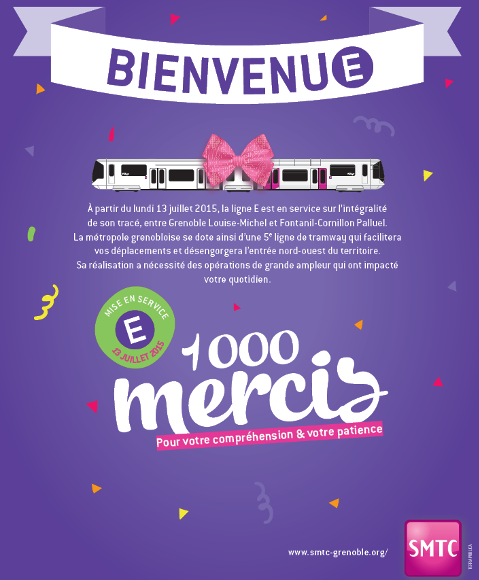 BIENVENUE
À partir du lundi 13 juillet 2015, la ligne E est en service sur l'intégralité
de son tracé, entre Grenoble Louise-Michel et Fontanil-Cornillon Palluel.
La métropole grenobloise se dote ainsi d'une 5e ligne de tramway qui facilitera
vos déplacements et désengorgera l'entrée nord-ouest du territoire.
Sa réalisation a nécessité des opérations de grande ampleur qui ont impacté
votre quotidien.
MISE EN SERVICE
E
13 JUILLET 2015
1000
mercis
Pour votre compréhension & votre patience
www.smtc-grenoble.org/
SMTC